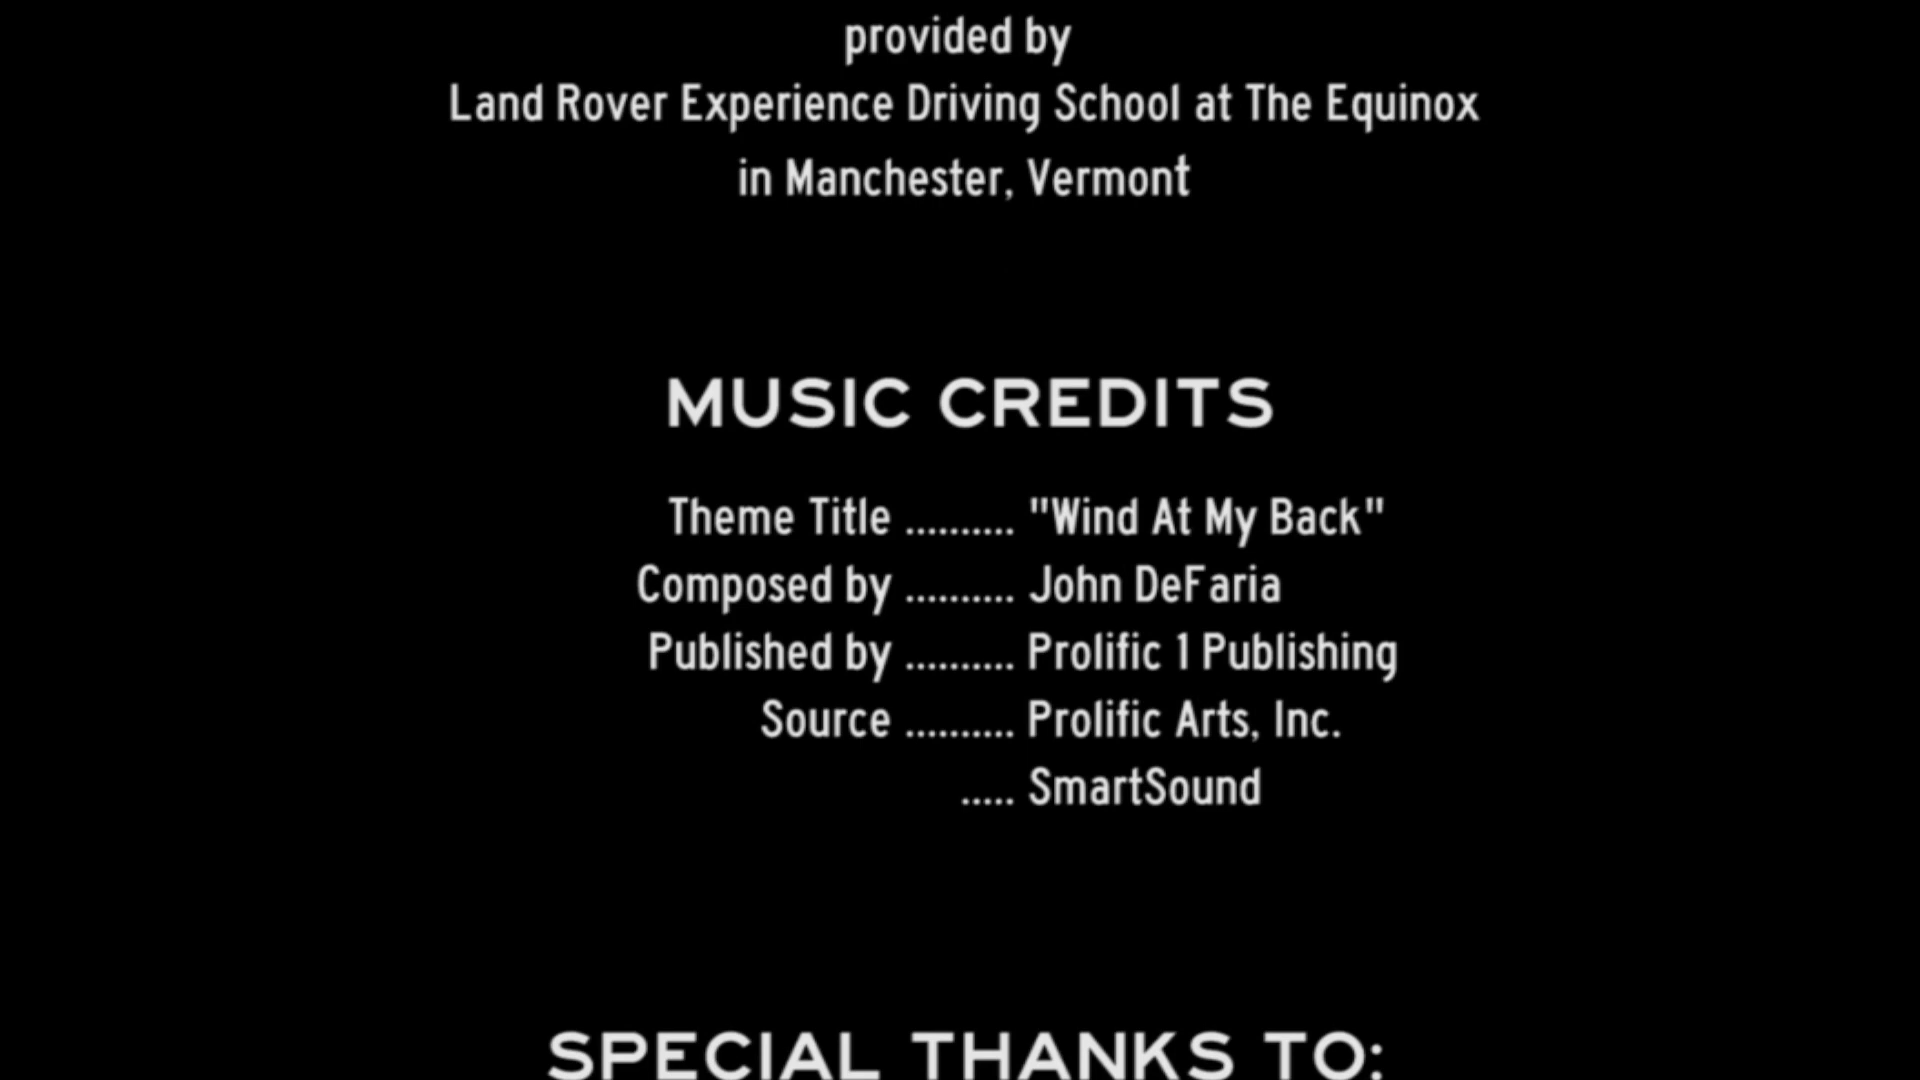 provided by
Land Rover Experience Driving School at The Equinox
in Manchester, Vermont
MUSIC CREDITS
Theme Title .......... "Wind At My Back"
Composed by .......... John DeFaria
Published by .......... Prolific 1 Publishing
Source .......... Prolific Arts, Inc.
..... SmartSound
SPECIAL THANKS TO: